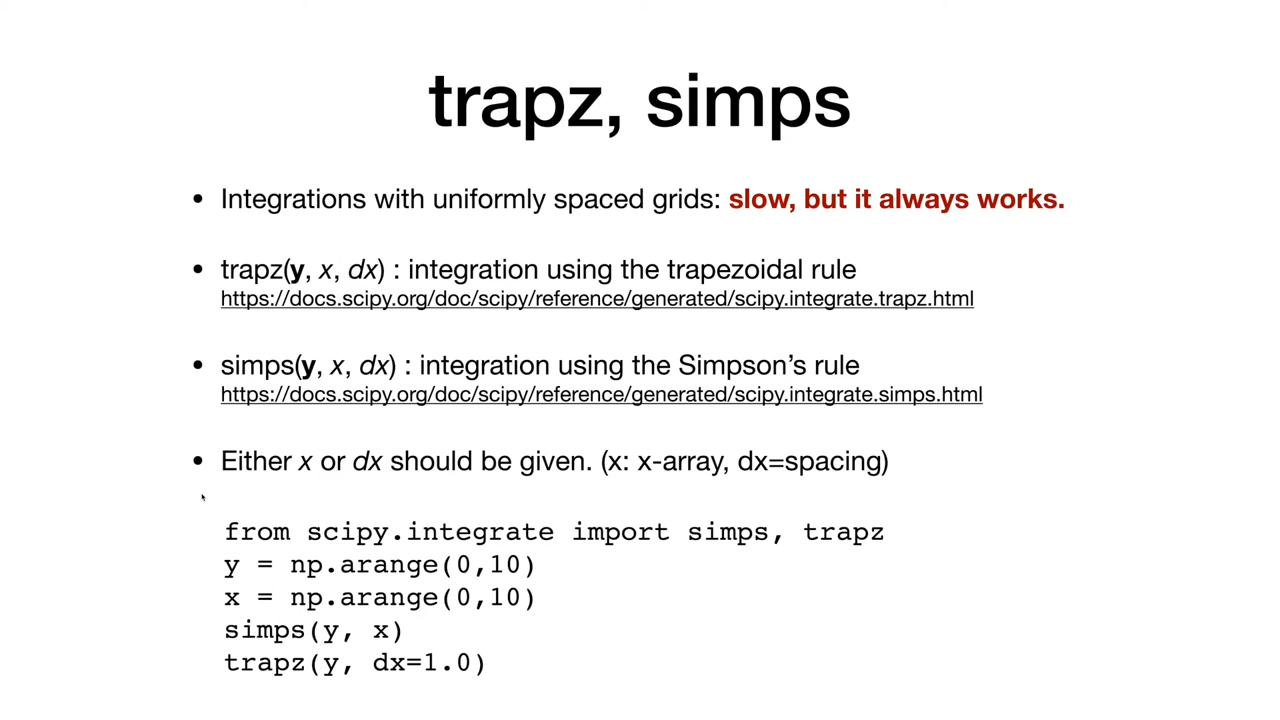 trapz, simps
• Integrations with uniformly spaced grids: slow, but it always works.
• trapz(y, x, dx) : integration using the trapezoidal rule
https://docs.scipy.org/doc/scipy/reference/generated/scipy.integrate.trapz.html
• simps(y, x, dx) : integration using the Simpson’s rule
https://docs.scipy.org/doc/scipy/reference/generated/scipy.integrate.simps.html
• Either x or dx should be given. (x: x-array, dx=spacing)
from scipy.integrate import simps, trapz
y = np.arange(0,10)
x = np.arange(0,10)
simps(y, x)
trapz(y, dx=1.0)